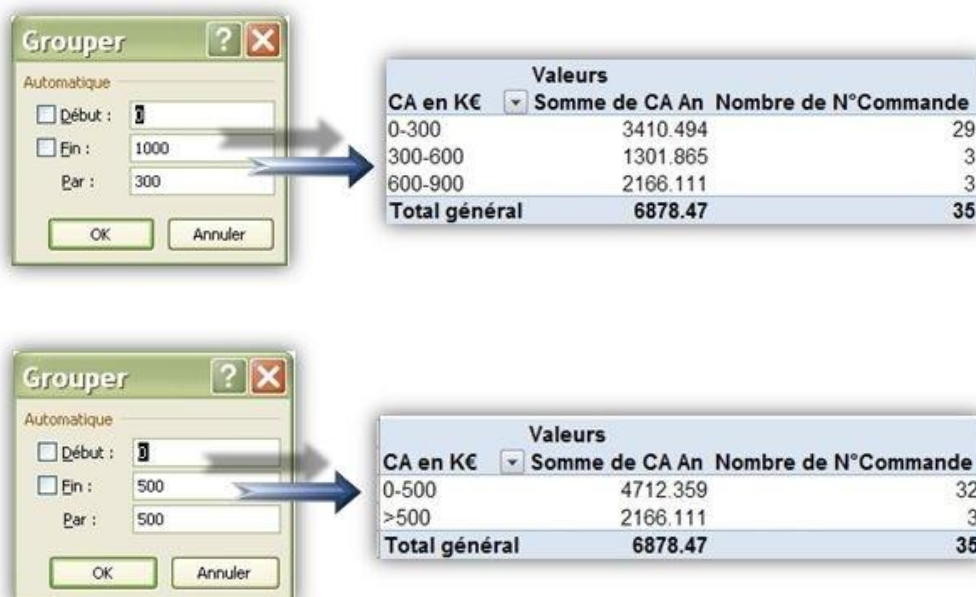 Grouper
Automatique
Début : 0
Fin : 1000
Par : 300
OK Annuler
Valeurs
CA en K€ Somme de CA An Nombre de N°Commande
0-300 3410.494 29
300-600 1301.865 3
600-900 2166.111 3
Total général 6878.47 35
Grouper
Automatique
Début : 0
Fin : 500
Par : 500
OK Annuler
Valeurs
CA en K€ Somme de CA An Nombre de N°Commande
0-500 4712.359 32
>500 2166.111 3
Total général 6878.47 35